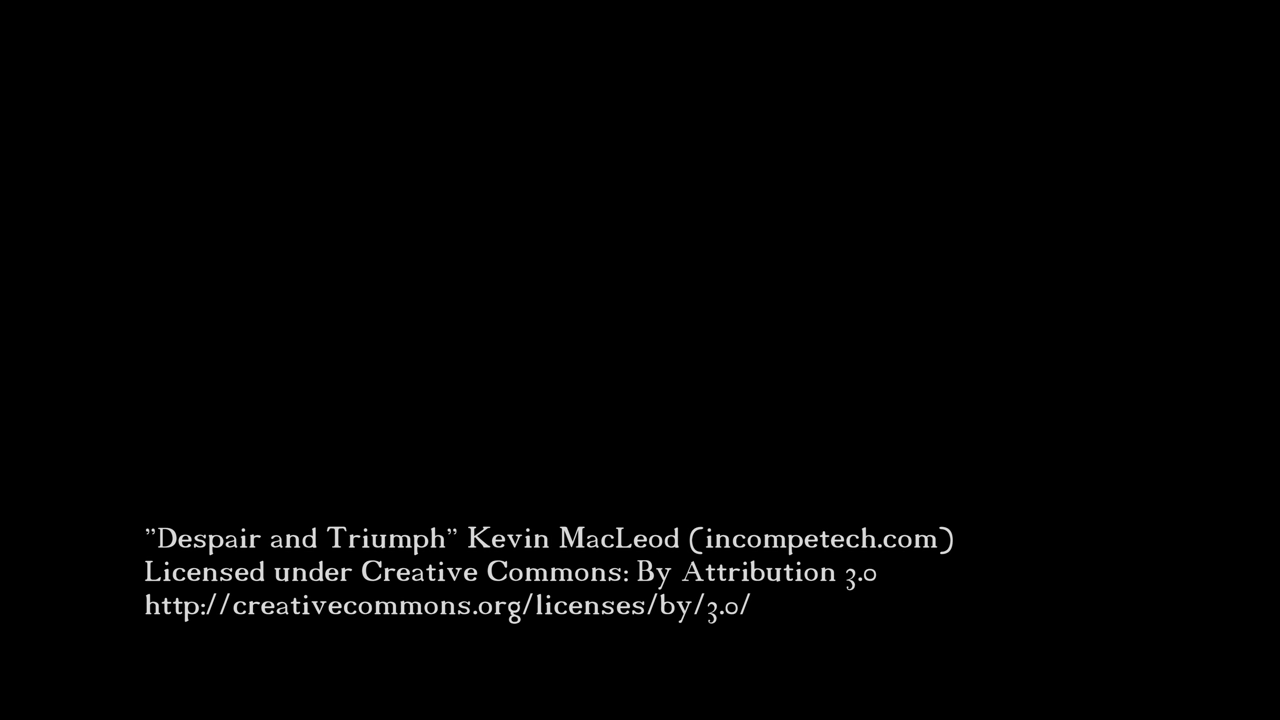 "Despair and Triumph" Kevin MacLeod (incompetech.com)
Licensed under Creative Commons: By Attribution 3.0
http://creativecommons.org/licenses/by/3.0/